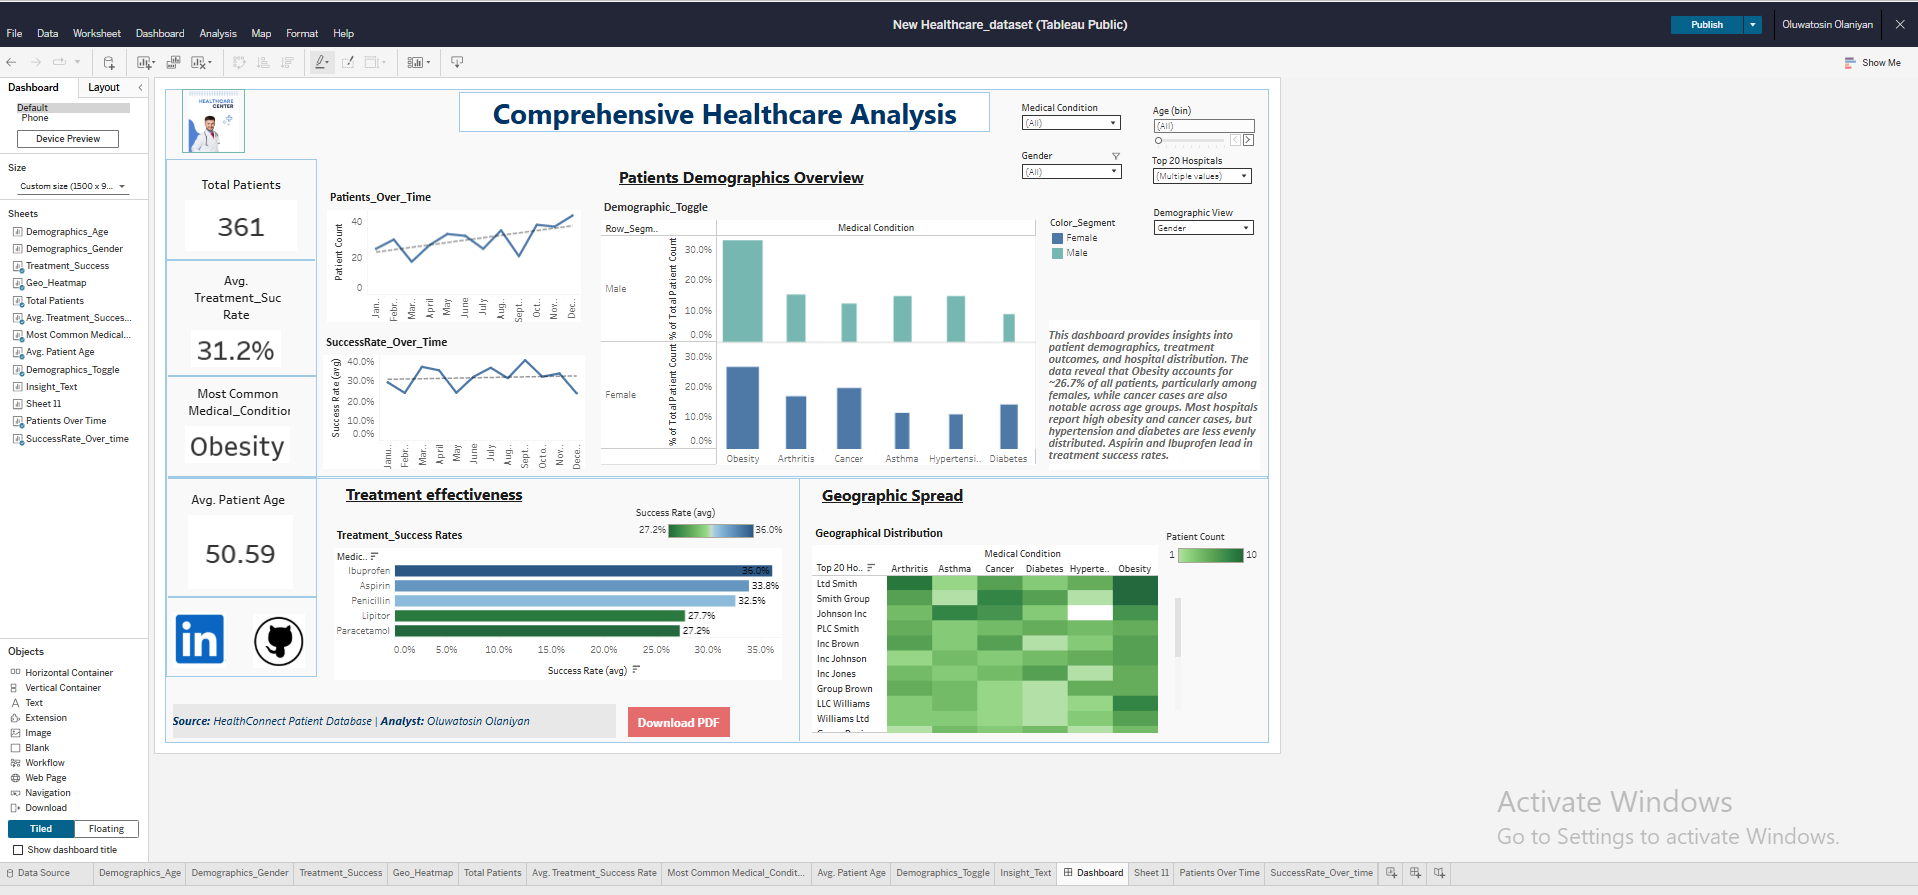 New Healthcare_dataset (Tableau Public)
Publish
Oluwatosin Olaniyan
File Data Worksheet Dashboard Analysis Map Format Help
Show Me
Dashboard Layout
Default
Phone
Device Preview
Size
Custom size (1500 x 9...
Sheets
Demographics_Age
Demographics_Gender
Treatment_Success
Geo_Heatmap
Total Patients
Avg. Treatment_Succes...
Most Common Medical...
Avg. Patient Age
Demographics_Toggle
Insight_Text
Sheet 11
Patients Over Time
SuccessRate_Over_time
Objects
Horizontal Container
Vertical Container
Text
Extension
Image
Blank
Workflow
Web Page
Navigation
Download
Tiled Floating
Show dashboard title
HEALTHCARE
CENTER
Comprehensive Healthcare Analysis
Medical Condition
(All)
Age (bin)
(All)
Gender
(All)
Top 20 Hospitals
(Multiple values)
Demographic View
Gender
Total Patients
361
Avg.
Treatment_Suc
Rate
31.2%
Most Common
Medical_Condition
Obesity
Avg. Patient Age
50.59
in
Patients Demographics Overview
Patients_Over_Time
Patient Count
40
20
0
Jan..
Febr..
Mar..
April
May
June
July
Aug..
Sept..
Oct..
Nov..
Dec..
SuccessRate_Over_Time
Success Rate (avg)
40.0%
30.0%
20.0%
10.0%
0.0%
Janu..
Febr..
Mar..
April
May
June
July
Aug..
Sept..
Octo..
Nov..
Dece..
Demographic_Toggle
Row_Segm..
Medical Condition
Male
% of Total Patient Count
30.0%
20.0%
10.0%
0.0%
Female
% of Total Patient Count
30.0%
20.0%
10.0%
0.0%
Obesity Arthritis Cancer Asthma Hypertensi.. Diabetes
Color_Segment
Female
Male
This dashboard provides insights into
patient demographics, treatment
outcomes, and hospital distribution. The
data reveal that Obesity accounts for
~26.7% of all patients, particularly among
females, while cancer cases are also
notable across age groups. Most hospitals
report high obesity and cancer cases, but
hypertension and diabetes are less evenly
distributed. Aspirin and Ibuprofen lead in
treatment success rates.
Treatment effectiveness
Success Rate (avg)
27.2% 36.0%
Treatment_Success Rates
Medic..
Ibuprofen 36.0%
Aspirin 33.8%
Penicillin 32.5%
Lipitor 27.7%
Paracetamol 27.2%
0.0% 5.0% 10.0% 15.0% 20.0% 25.0% 30.0% 35.0%
Success Rate (avg)
Geographic Spread
Geographical Distribution
Medical Condition
Top 20 Ho.. Arthritis Asthma Cancer Diabetes Hyperte.. Obesity
Ltd Smith
Smith Group
Johnson Inc
PLC Smith
Inc Brown
Inc Johnson
Inc Jones
Group Brown
LLC Williams
Williams Ltd
Patient Count
1 10
Source: HealthConnect Patient Database | Analyst: Oluwatosin Olaniyan
Download PDF
Activate Windows
Go to Settings to activate Windows.
Data Source Demographics_Age Demographics_Gender Treatment_Success Geo_Heatmap Total Patients Avg. Treatment_Success Rate Most Common Medical_Condit... Avg. Patient Age Demographics_Toggle Insight_Text Dashboard Sheet 11 Patients Over Time SuccessRate_Over_time